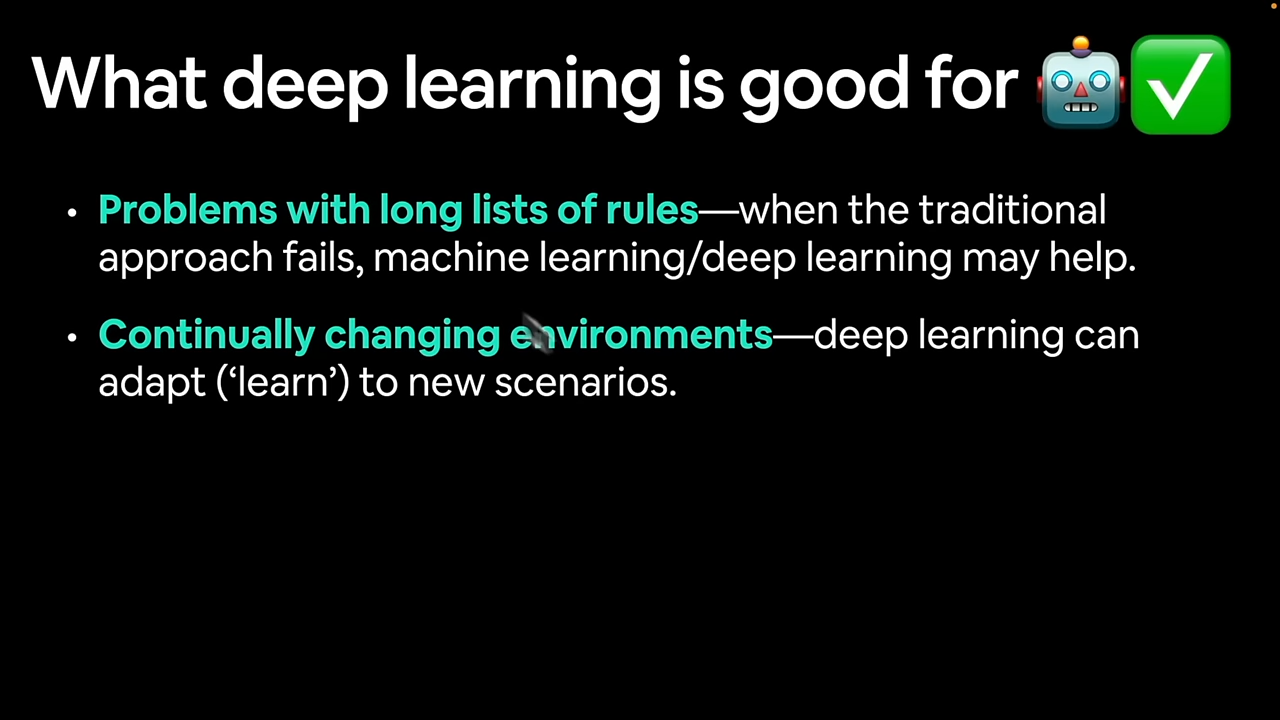 What deep learning is good for 🤖✅
• Problems with long lists of rules—when the traditional
approach fails, machine learning/deep learning may help.
• Continually changing environments—deep learning can
adapt (‘learn’) to new scenarios.